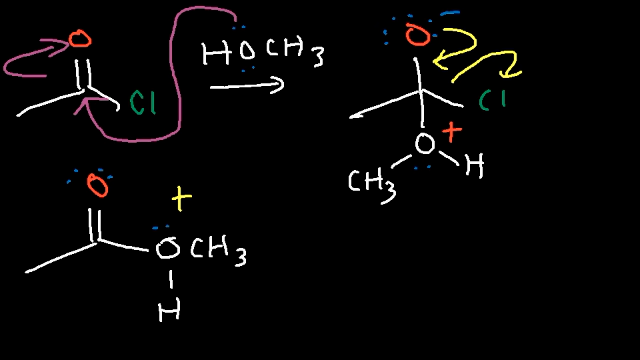 O
Cl
HOCH3
O −
Cl
O +
CH3 H
O +
OCH3
H